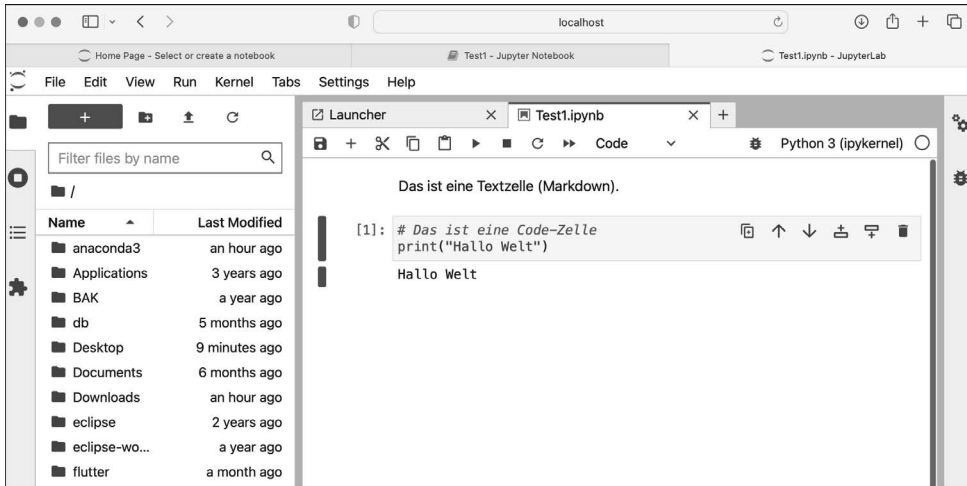 localhost
Home Page - Select or create a notebook
Test1 - Jupyter Notebook
Test1.ipynb - JupyterLab
File Edit View Run Kernel Tabs Settings Help
Launcher
Test1.ipynb
Code
Python 3 (ipykernel)
Filter files by name
/
Name Last Modified
anaconda3 an hour ago
Applications 3 years ago
BAK a year ago
db 5 months ago
Desktop 9 minutes ago
Documents 6 months ago
Downloads an hour ago
eclipse 2 years ago
eclipse-wo... a year ago
flutter a month ago
Das ist eine Textzelle (Markdown).
[1]: # Das ist eine Code-Zelle
print("Hallo Welt")
Hallo Welt